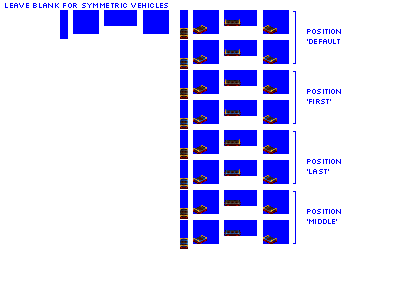 LEAVE BLANK FOR SYMMETRIC VEHICLES
POSITION
'DEFAULT
POSITION
'FIRST'
POSITION
'LAST'
POSITION
'MIDDLE'